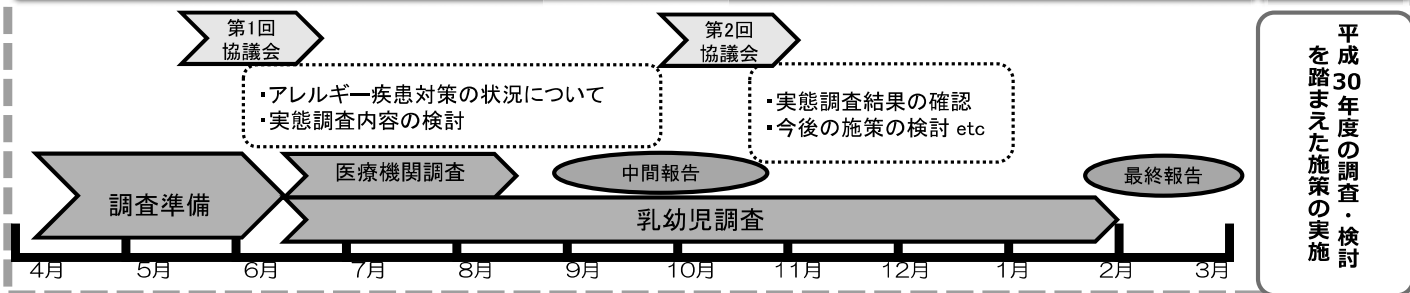 第1回
協議会
第2回
協議会
・アレルギー疾患対策の状況について
・実態調査内容の検討
・実態調査結果の確認
・今後の施策の検討 etc
調査準備
医療機関調査
中間報告
最終報告
乳幼児調査
4月
5月
6月
7月
8月
9月
10月
11月
12月
1月
2月
3月
平成30年度の調査・検討
を踏まえた施策の実施